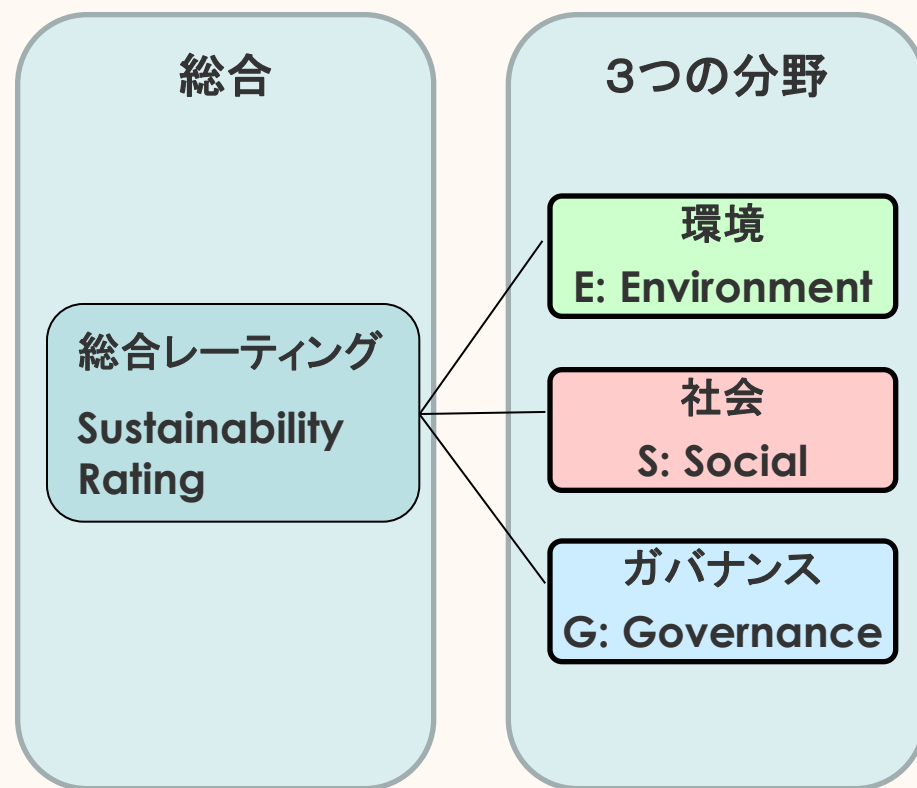 総合
総合レーティング
Sustainability
Rating
３つの分野
環境
E: Environment
社会
S: Social
ガバナンス
G: Governance